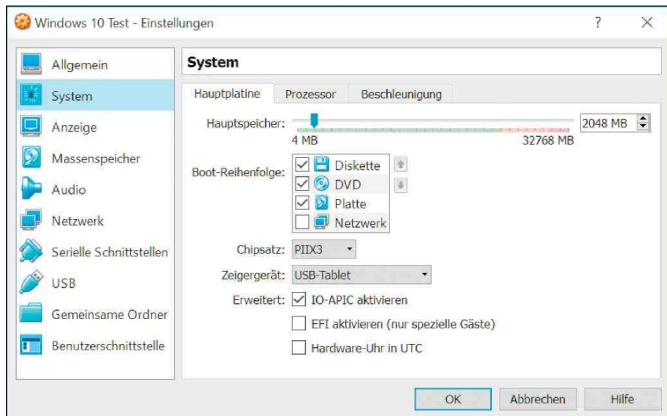 Windows 10 Test - Einstellungen
?
Allgemein
System
Anzeige
Massenspeicher
Audio
Netzwerk
Serielle Schnittstellen
USB
Gemeinsame Ordner
Benutzerschnittstelle
System
Hauptplatine Prozessor Beschleunigung
Hauptspeicher: 2048 MB
4 MB 32768 MB
Boot-Reihenfolge: Diskette
DVD
Platte
Netzwerk
Chipsatz: PIIX3
Zeigergerät: USB-Tablet
Erweitert: IO-APIC aktivieren
EFI aktivieren (nur spezielle Gäste)
Hardware-Uhr in UTC
OK Abbrechen Hilfe